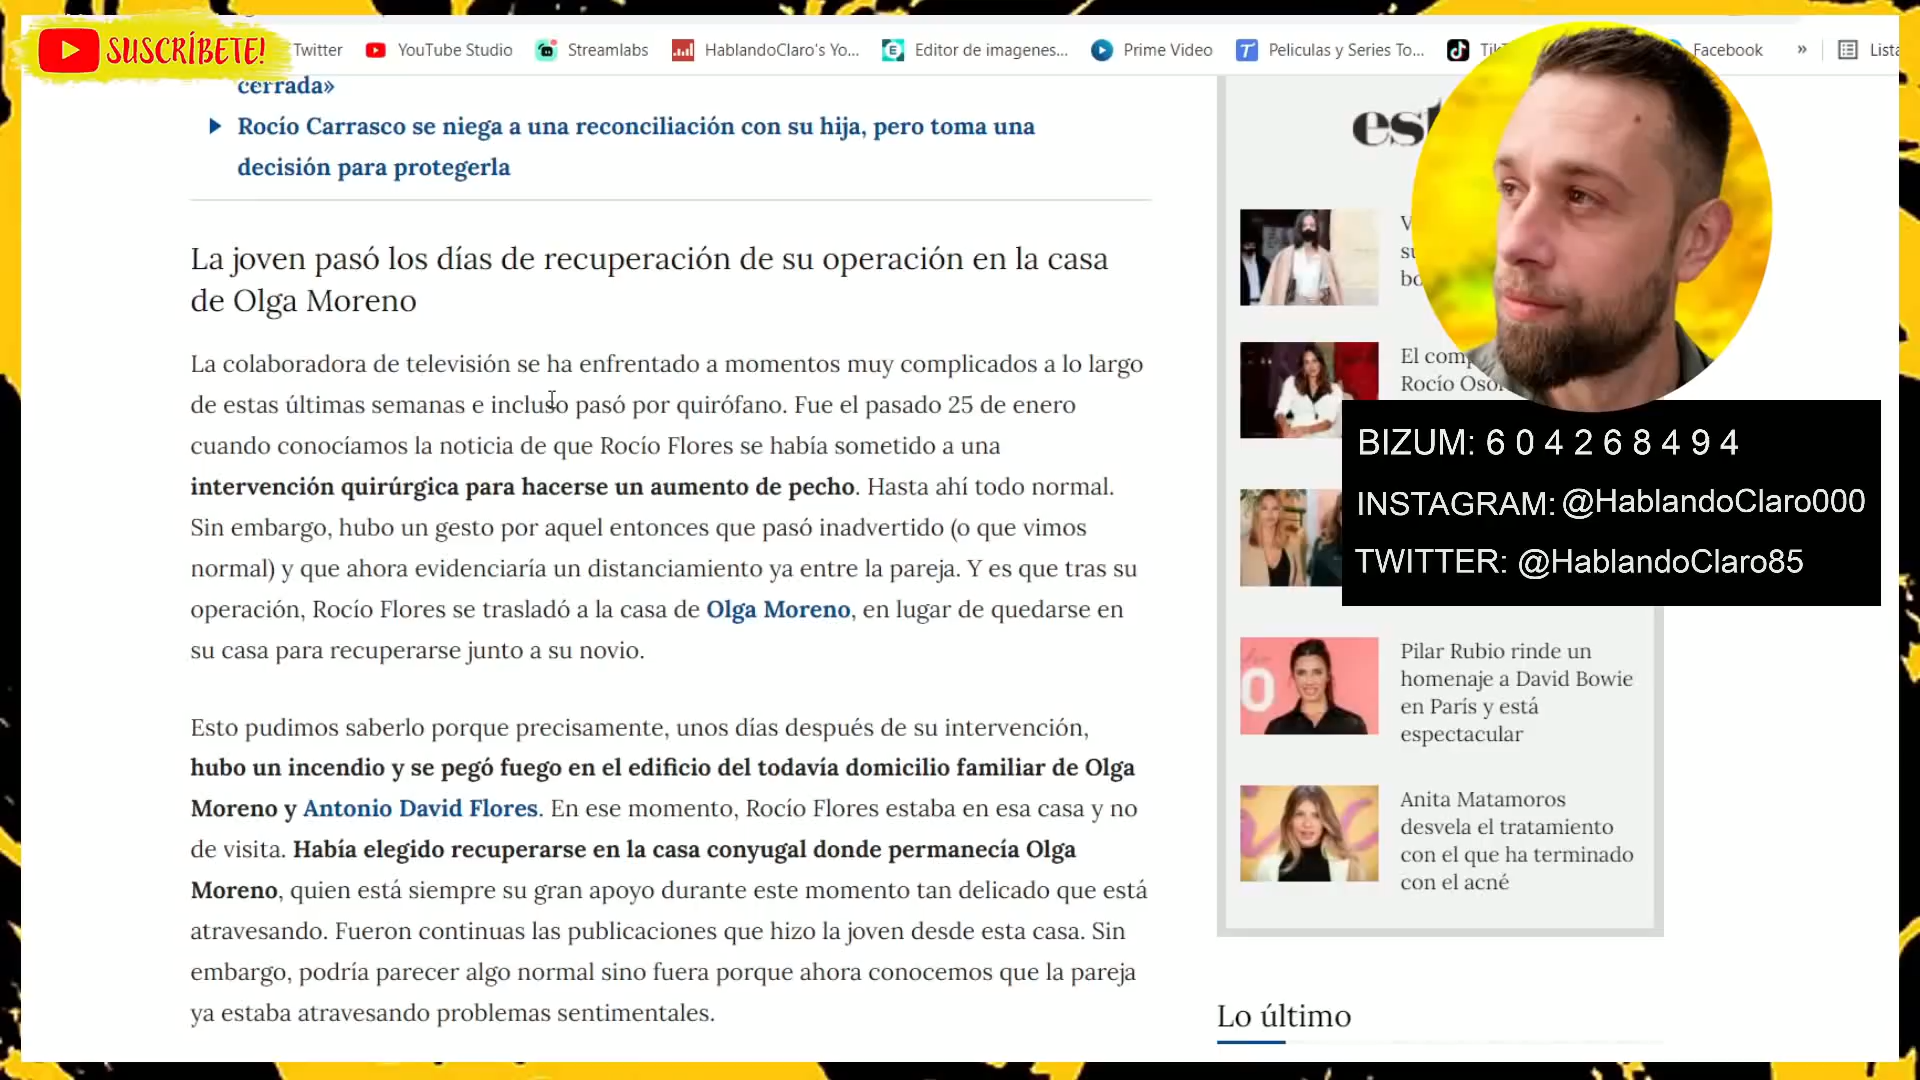 SUSCRÍBETE!
Twitter
YouTube Studio
Streamlabs
HablandoClaro's Yo...
Editor de imagenes...
Prime Video
Peliculas y Series To...
Facebook
»
cerrada»
Rocío Carrasco se niega a una reconciliación con su hija, pero toma una
decisión para protegerla
La joven pasó los días de recuperación de su operación en la casa
de Olga Moreno
La colaboradora de televisión se ha enfrentado a momentos muy complicados a lo largo
de estas últimas semanas e incluso pasó por quirófano. Fue el pasado 25 de enero
cuando conocíamos la noticia de que Rocío Flores se había sometido a una
intervención quirúrgica para hacerse un aumento de pecho. Hasta ahí todo normal.
Sin embargo, hubo un gesto por aquel entonces que pasó inadvertido (o que vimos
normal) y que ahora evidenciaría un distanciamiento ya entre la pareja. Y es que tras su
operación, Rocío Flores se trasladó a la casa de Olga Moreno, en lugar de quedarse en
su casa para recuperarse junto a su novio.
Esto pudimos saberlo porque precisamente, unos días después de su intervención,
hubo un incendio y se pegó fuego en el edificio del todavía domicilio familiar de Olga
Moreno y Antonio David Flores. En ese momento, Rocío Flores estaba en esa casa y no
de visita. Había elegido recuperarse en la casa conyugal donde permanecía Olga
Moreno, quien está siempre su gran apoyo durante este momento tan delicado que está
atravesando. Fueron continuas las publicaciones que hizo la joven desde esta casa. Sin
embargo, podría parecer algo normal sino fuera porque ahora conocemos que la pareja
ya estaba atravesando problemas sentimentales.
El
Rocío
BIZUM: 6 0 4 2 6 8 4 9 4
INSTAGRAM: @HablandoClaro000
TWITTER: @HablandoClaro85
Pilar Rubio rinde un
homenaje a David Bowie
en París y está
espectacular
Anita Matamoros
desvela el tratamiento
con el que ha terminado
con el acné
Lo último